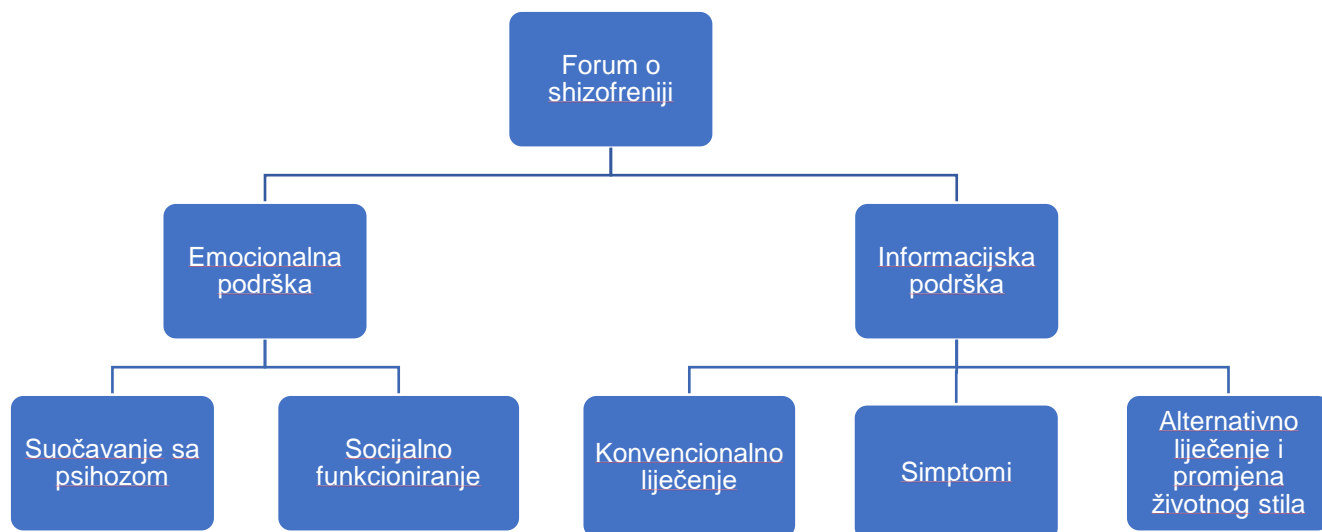 Forum o
shizofreniji
Emocionalna
podrška
Informacijska
podrška
Suočavanje sa
psihozom
Socijalno
funkcioniranje
Konvencionalno
liječenje
Simptomi
Alternativno
liječenje i
promjena
životnog stila